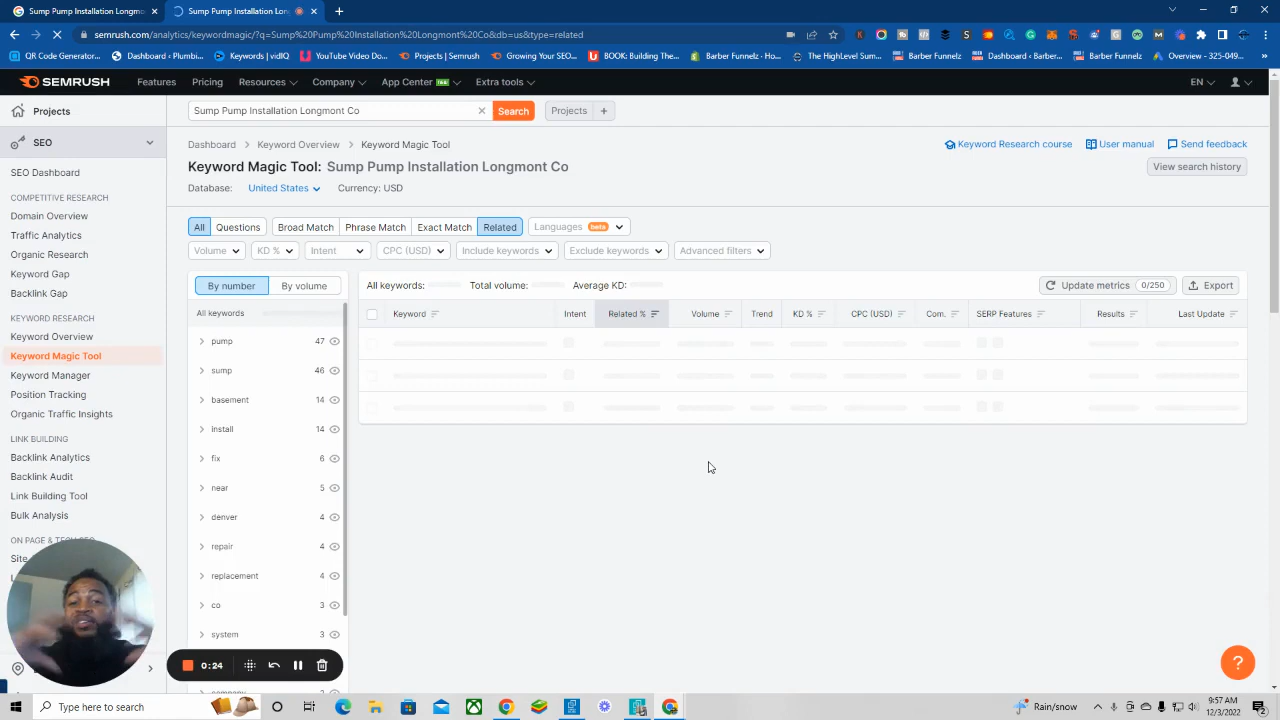 Sump Pump Installation Longmo
Sump Pump Installation Long
semrush.com/analytics/keywordmagic/?q=Sump%20Pump%20Installation%20Longmont%20Co&db=us&type=related
QR Code Generator...
Dashboard • Plumbi...
Keywords | vidIQ
YouTube Video Do...
Projects | Semrush
Growing Your SEO...
BOOK: Building The...
Barber Funnelz
The HighLevel Sum...
Barber Funnelz
Dashboard | Barber...
Barber Funnelz
Overview - 325-049...
SEMRUSH
Features
Pricing
Resources
Company
App Center
Extra tools
EN
Projects
Sump Pump Installation Longmont Co
Search
Projects +
SEO
Dashboard > Keyword Overview > Keyword Magic Tool
Keyword Research course
User manual
Send feedback
Keyword Magic Tool: Sump Pump Installation Longmont Co
View search history
Database: United States
Currency: USD
SEO Dashboard
COMPETITIVE RESEARCH
Domain Overview
Traffic Analytics
Organic Research
Keyword Gap
Backlink Gap
KEYWORD RESEARCH
Keyword Overview
Keyword Magic Tool
Keyword Manager
Position Tracking
Organic Traffic Insights
LINK BUILDING
Backlink Analytics
Backlink Audit
Link Building Tool
Bulk Analysis
ON PAGE & TECH SEO
Site
All Questions
Broad Match Phrase Match Exact Match Related
Languages beta
Volume
KD %
Intent
CPC (USD)
Include keywords
Exclude keywords
Advanced filters
By number By volume
All keywords
pump 47
sump 46
basement 14
install 14
fix 6
near 5
denver 4
repair 4
replacement 4
co 3
system 3
company
All keywords:
Total volume:
Average KD:
Update metrics 0/250
Export
Keyword
Intent
Related %
Volume
Trend
KD %
CPC (USD)
Com.
SERP Features
Results
Last Update
0:24
?
Type here to search
Rain/snow
9:57 AM
12/3/2022